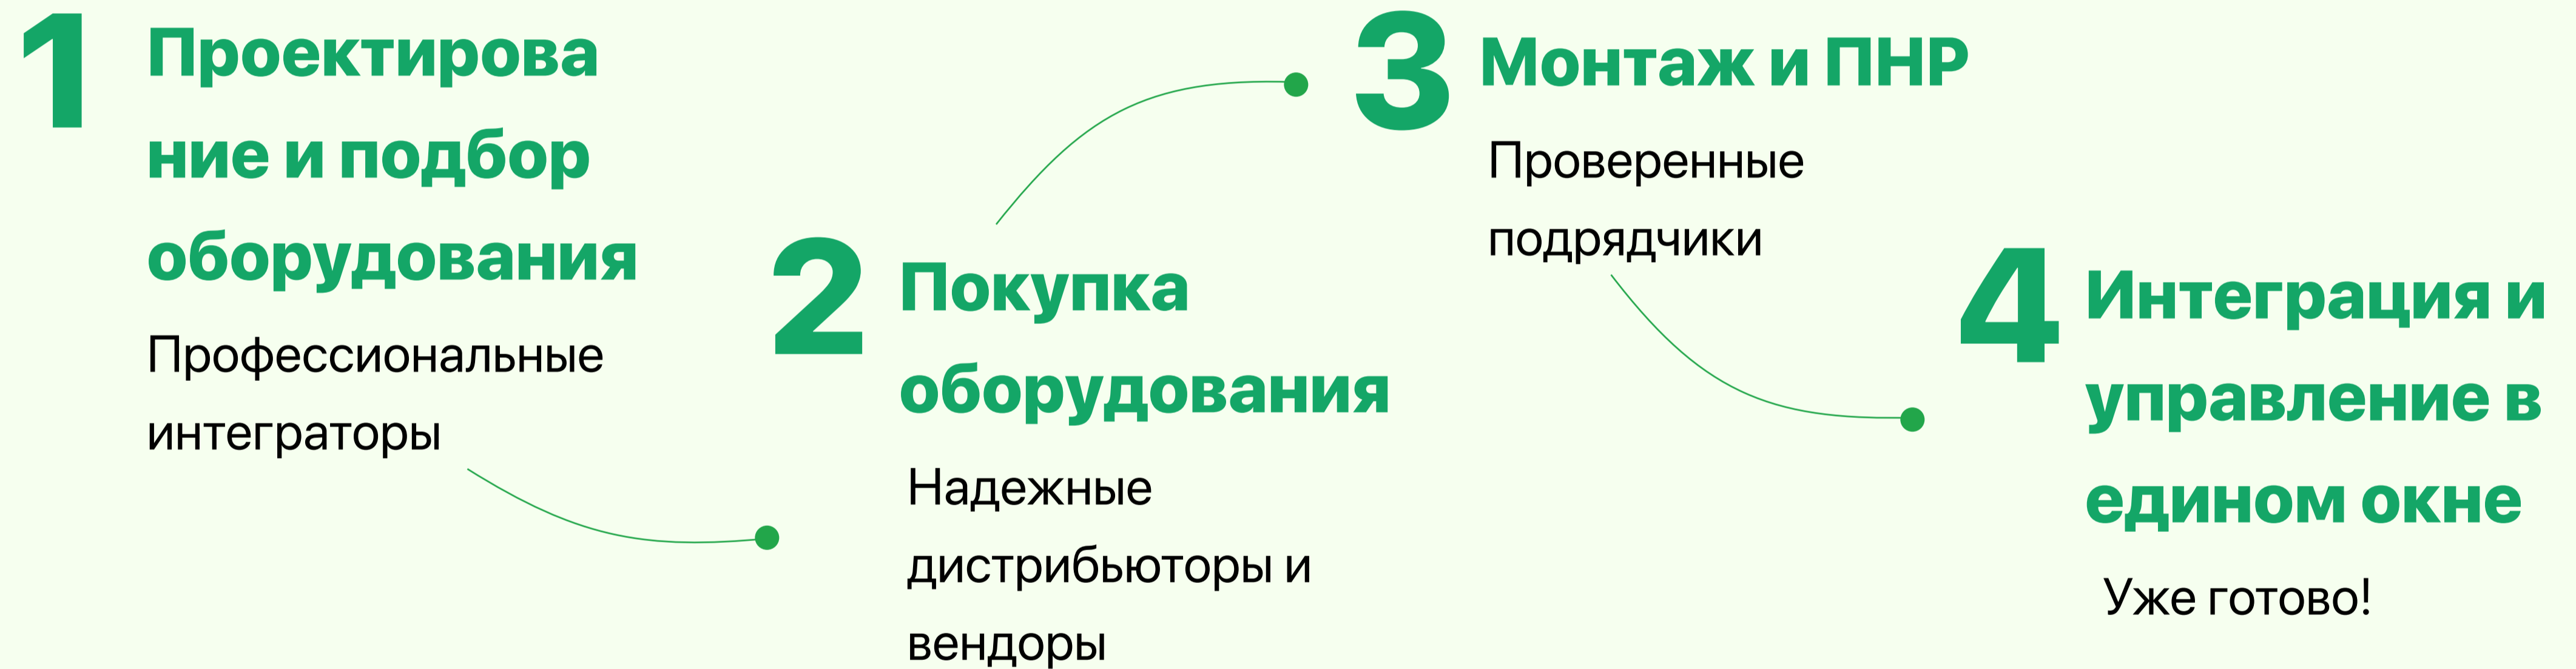 1
Проектирова
ние и подбор
оборудования
Профессиональные
интеграторы
2
Покупка
оборудования
Надежные
дистрибьюторы и
вендоры
3
Монтаж и ПНР
Проверенные
подрядчики
4
Интеграция и
управление в
едином окне
Уже готово!